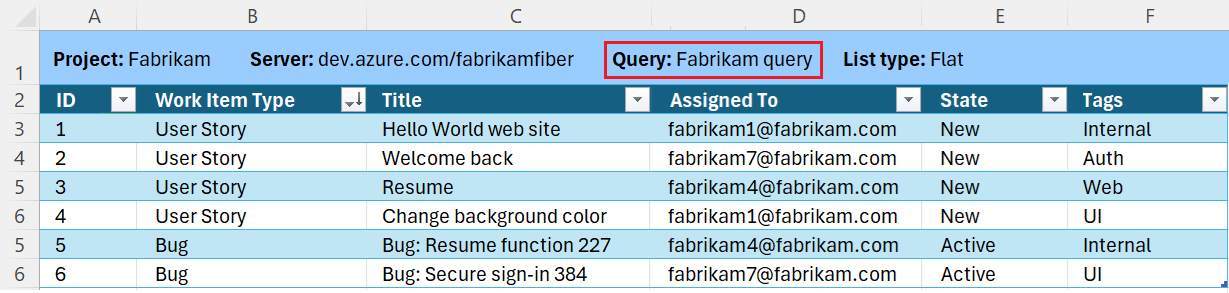 A B C D E F
1 Project: Fabrikam Server: dev.azure.com/fabrikamfiber Query: Fabrikam query List type: Flat
2 ID Work Item Type Title Assigned To State Tags
3 1 User Story Hello World web site fabrikam1@fabrikam.com New Internal
4 2 User Story Welcome back fabrikam7@fabrikam.com New Auth
5 3 User Story Resume fabrikam4@fabrikam.com New Web
6 4 User Story Change background color fabrikam1@fabrikam.com New UI
5 5 Bug Bug: Resume function 227 fabrikam4@fabrikam.com Active Internal
6 6 Bug Bug: Secure sign-in 384 fabrikam7@fabrikam.com Active UI